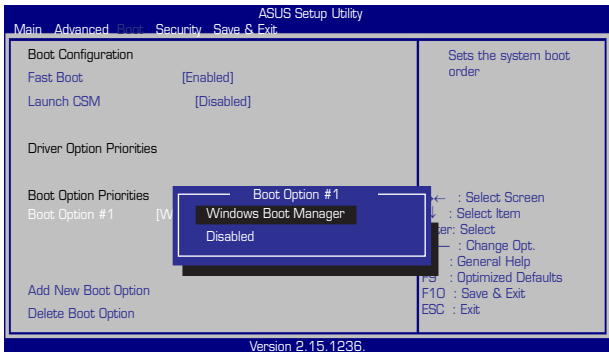 ASUS Setup Utility
Main Advanced Boot Security Save & Exit
Boot Configuration
Fast Boot [Enabled]
Launch CSM [Disabled]
Driver Option Priorities
Boot Option Priorities
Boot Option #1 [W
Boot Option #1
Windows Boot Manager
Disabled
Add New Boot Option
Delete Boot Option
Sets the system boot
order
← : Select Screen
: Select Item
er: Select
: Change Opt.
: General Help
F9 : Optimized Defaults
F10 : Save & Exit
ESC : Exit
Version 2.15.1236.